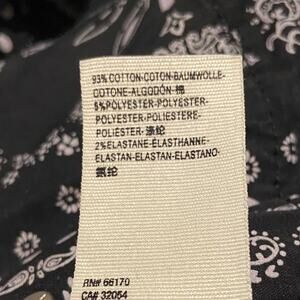 93% COTTON-COTON-BAUMWOLLE-
COTONE-ALGODÓN-棉
5%POLYESTER-POLYESTER-
POLYESTER-POLIESTERE-
POLIÉSTER-涤纶
2%ELASTANE-ÉLASTHANNE-
ELASTAN-ELASTAN-ELASTANO-
氨纶
RN# 66170
CA# 32054